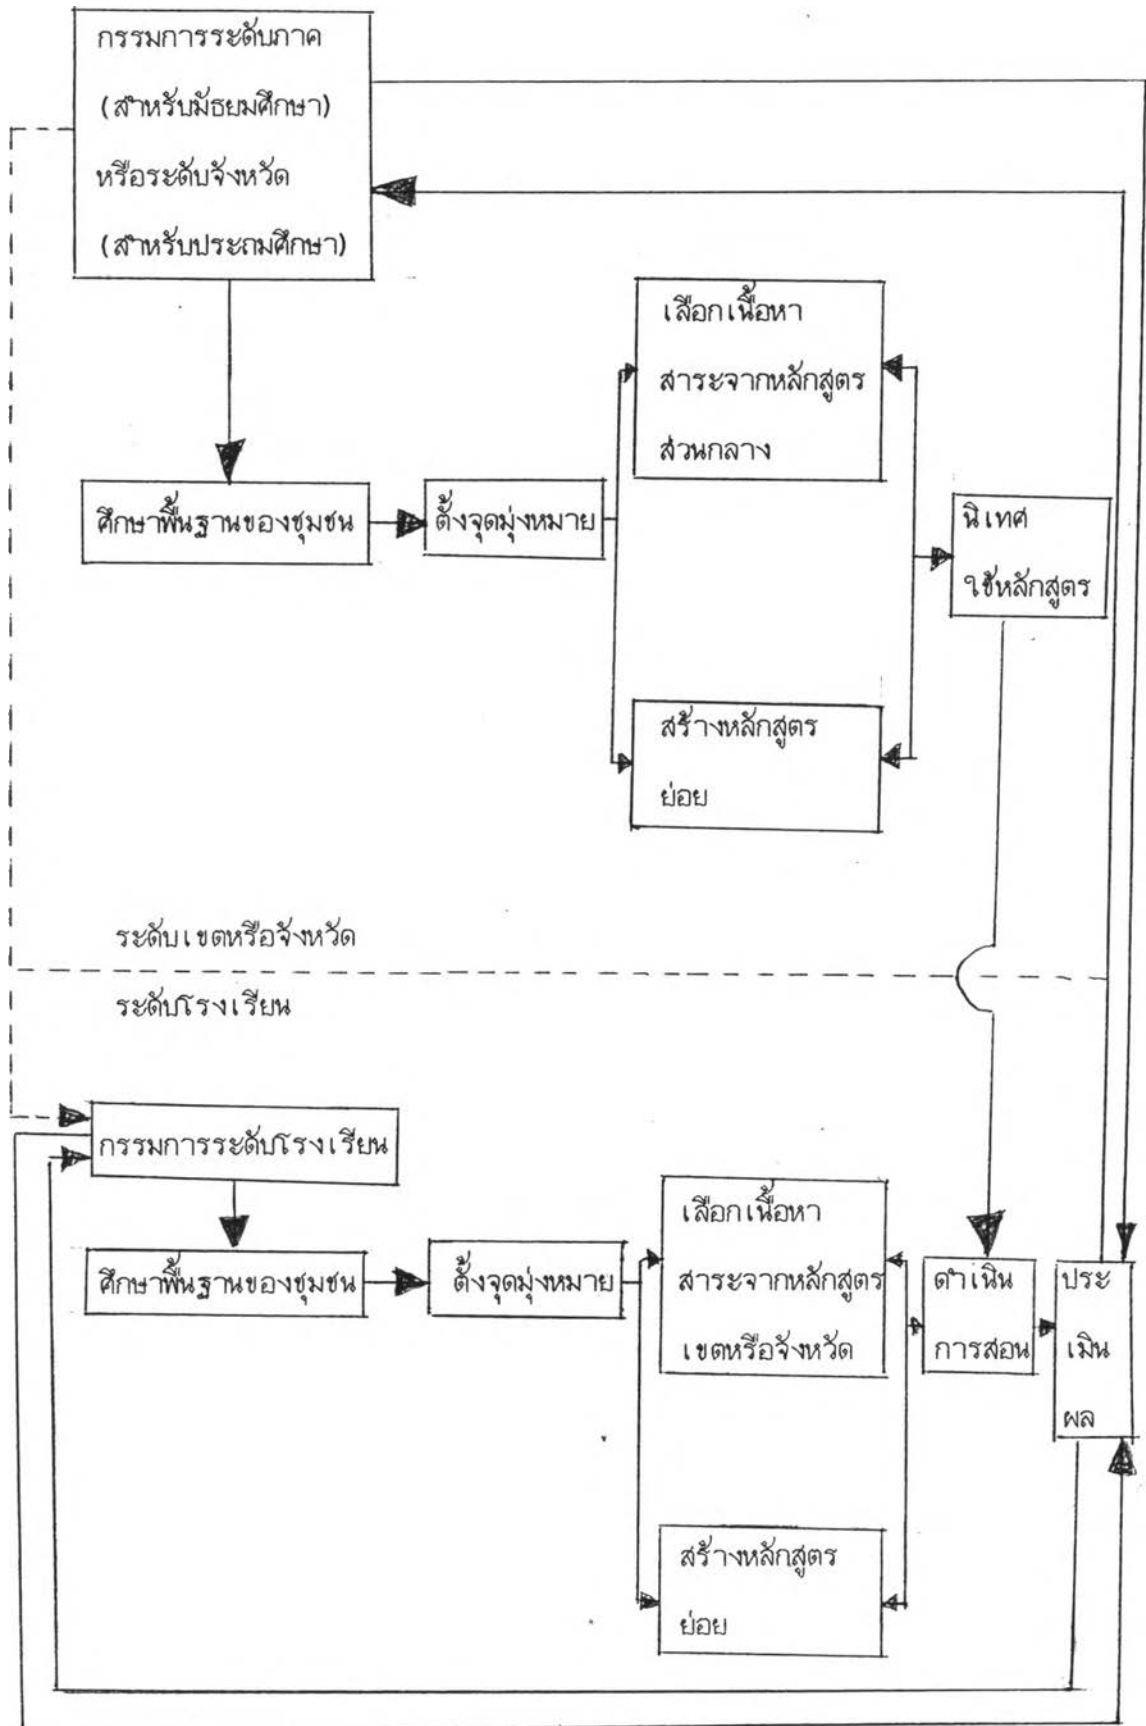 กรรมการระดับภาค
(สำหรับมัธยมศึกษา)
หรือระดับจังหวัด
(สำหรับประถมศึกษา)
เลือกเนื้อหา
สาระจากหลักสูตร
ส่วนกลาง
ศึกษาพื้นฐานของชุมชน
ตั้งจุดมุ่งหมาย
นิเทศ
ใช้หลักสูตร
สร้างหลักสูตร
ย่อย
ระดับเขตหรือจังหวัด
ระดับโรงเรียน
กรรมการระดับโรงเรียน
ศึกษาพื้นฐานของชุมชน
ตั้งจุดมุ่งหมาย
เลือกเนื้อหา
สาระจากหลักสูตร
เขตหรือจังหวัด
ดำเนิน
การสอน
ประ
เมิน
ผล
สร้างหลักสูตร
ย่อย